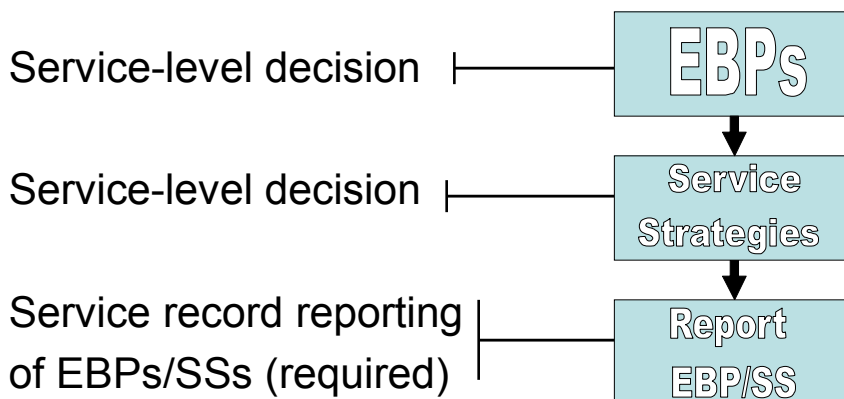 Service-level decision
EBPs
Service-level decision
Service
Strategies
Service record reporting
of EBPs/SSs (required)
Report
EBP/SS